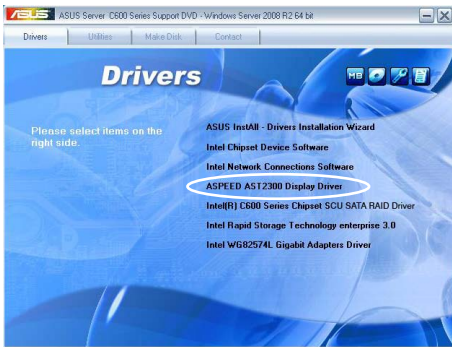 ASUS ASUS Server C600 Series Support DVD - Windows Server 2008 R2 64 bit
Drivers Utilities Make Disk Contact
Drivers
MB
Please select items on the
right side.
ASUS InstAll - Drivers Installation Wizard
Intel Chipset Device Software
Intel Network Connections Software
ASPEED AST2300 Display Driver
Intel(R) C600 Series Chipset SCU SATA RAID Driver
Intel Rapid Storage Technology enterprise 3.0
Intel WG82574L Gigabit Adapters Driver